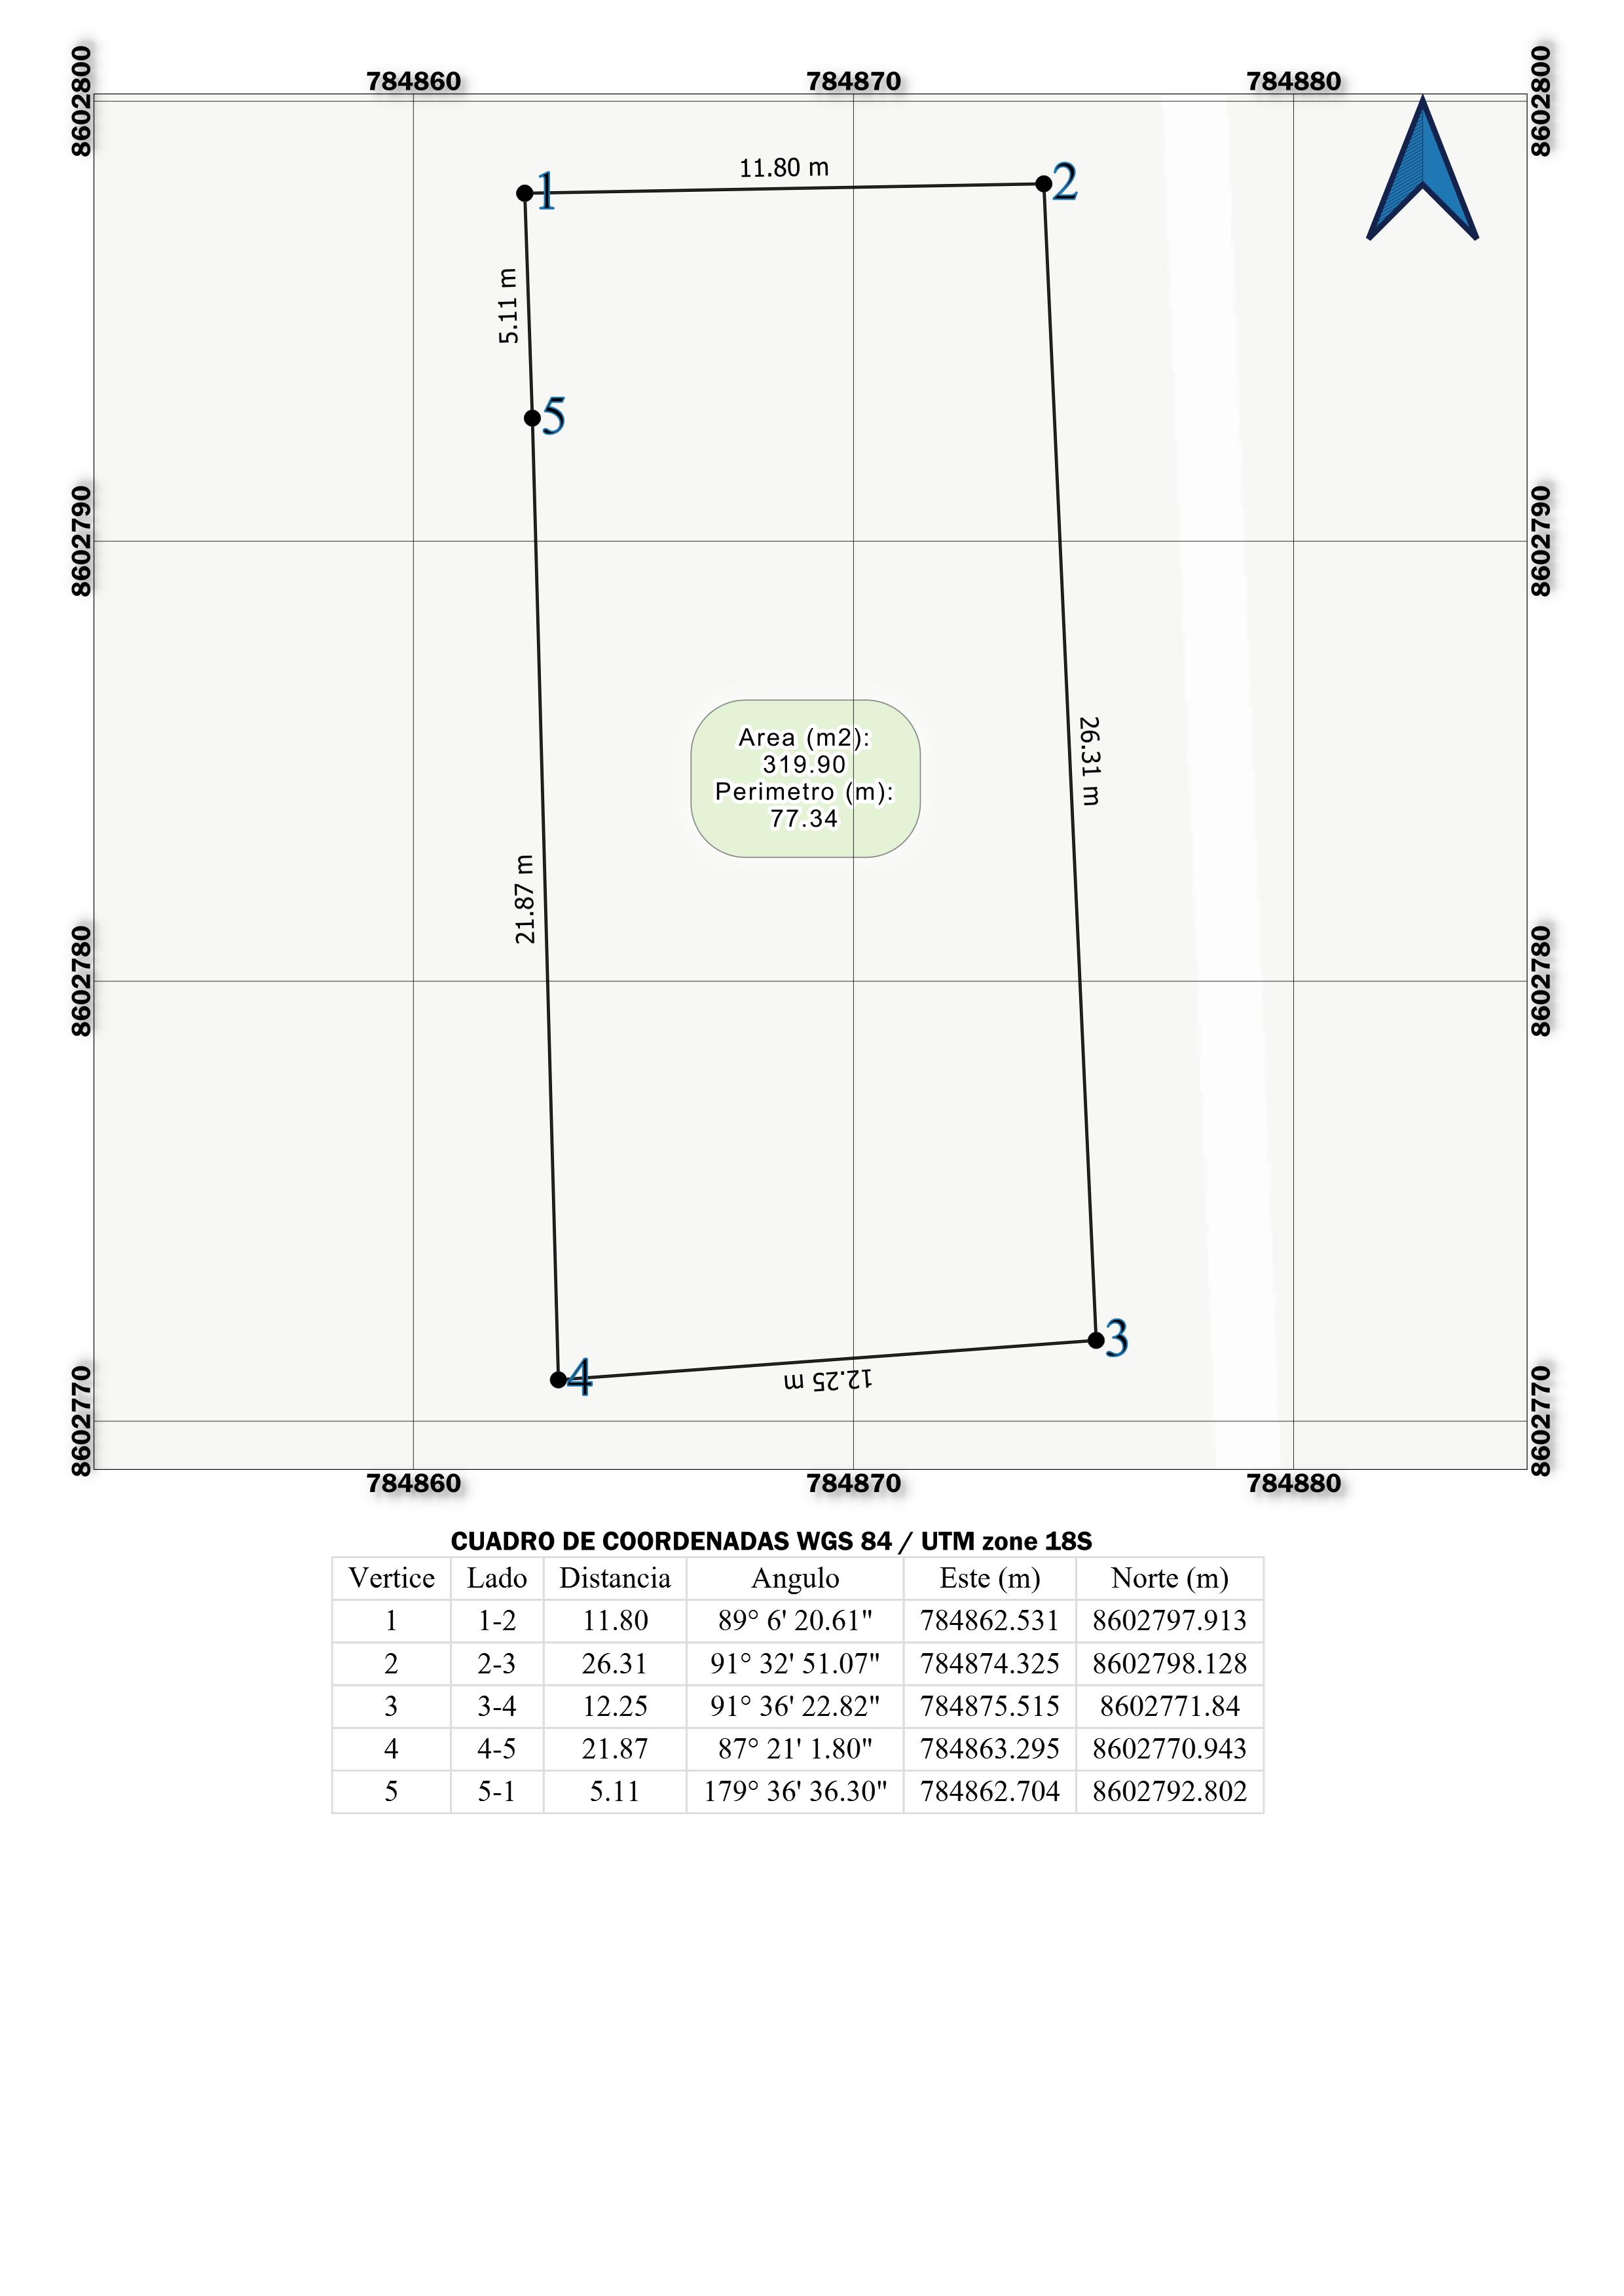 784860 784870 784880
8602800 8602800
1 11.80 m 2
5.11 m
5
8602790 8602790
Area (m2):
319.90
Perimetro (m):
77.34
26.31 m
21.87 m
8602780 8602780
3
4 12.25 m
8602770 8602770
784860 784870 784880
CUADRO DE COORDENADAS WGS 84 / UTM zone 18S
Vertice Lado Distancia Angulo Este (m) Norte (m)
1 1-2 11.80 89° 6' 20.61" 784862.531 8602797.913
2 2-3 26.31 91° 32' 51.07" 784874.325 8602798.128
3 3-4 12.25 91° 36' 22.82" 784875.515 8602771.84
4 4-5 21.87 87° 21' 1.80" 784863.295 8602770.943
5 5-1 5.11 179° 36' 36.30" 784862.704 8602792.802